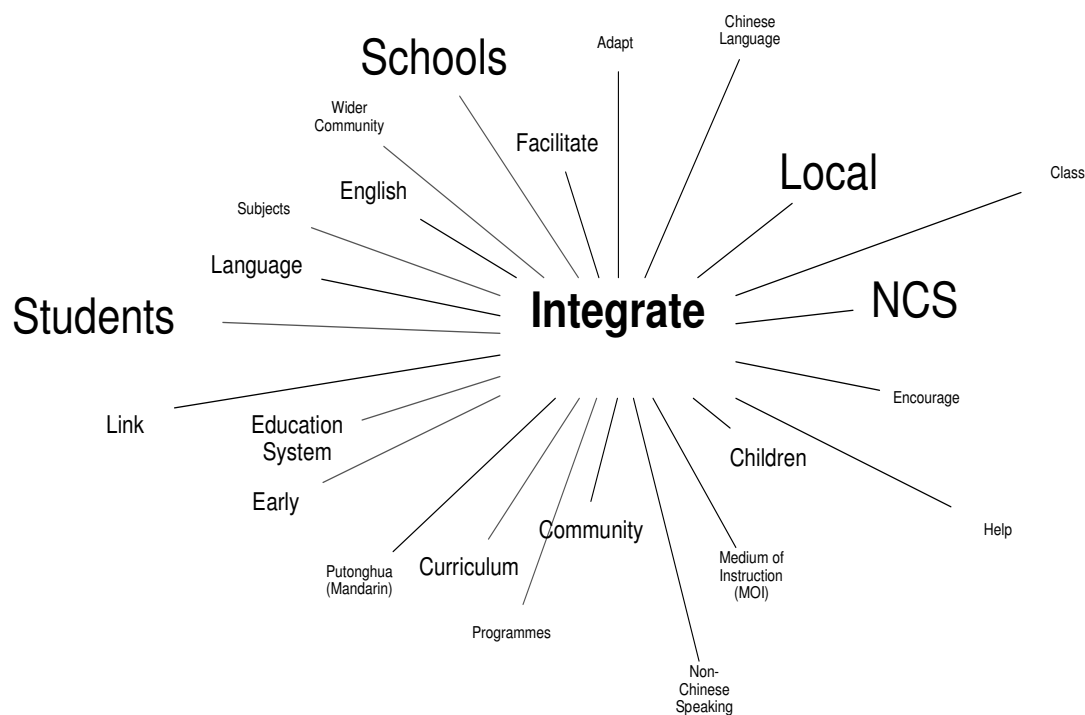 Chinese
Language
Adapt
Schools
Wider
Community
Facilitate
Local
Class
English
Subjects
Language
NCS
Integrate
Students
Encourage
Link
Education
System
Children
Early
Community
Help
Medium of
Instruction
(MOI)
Curriculum
Putonghua
(Mandarin)
Programmes
Non-
Chinese
Speaking